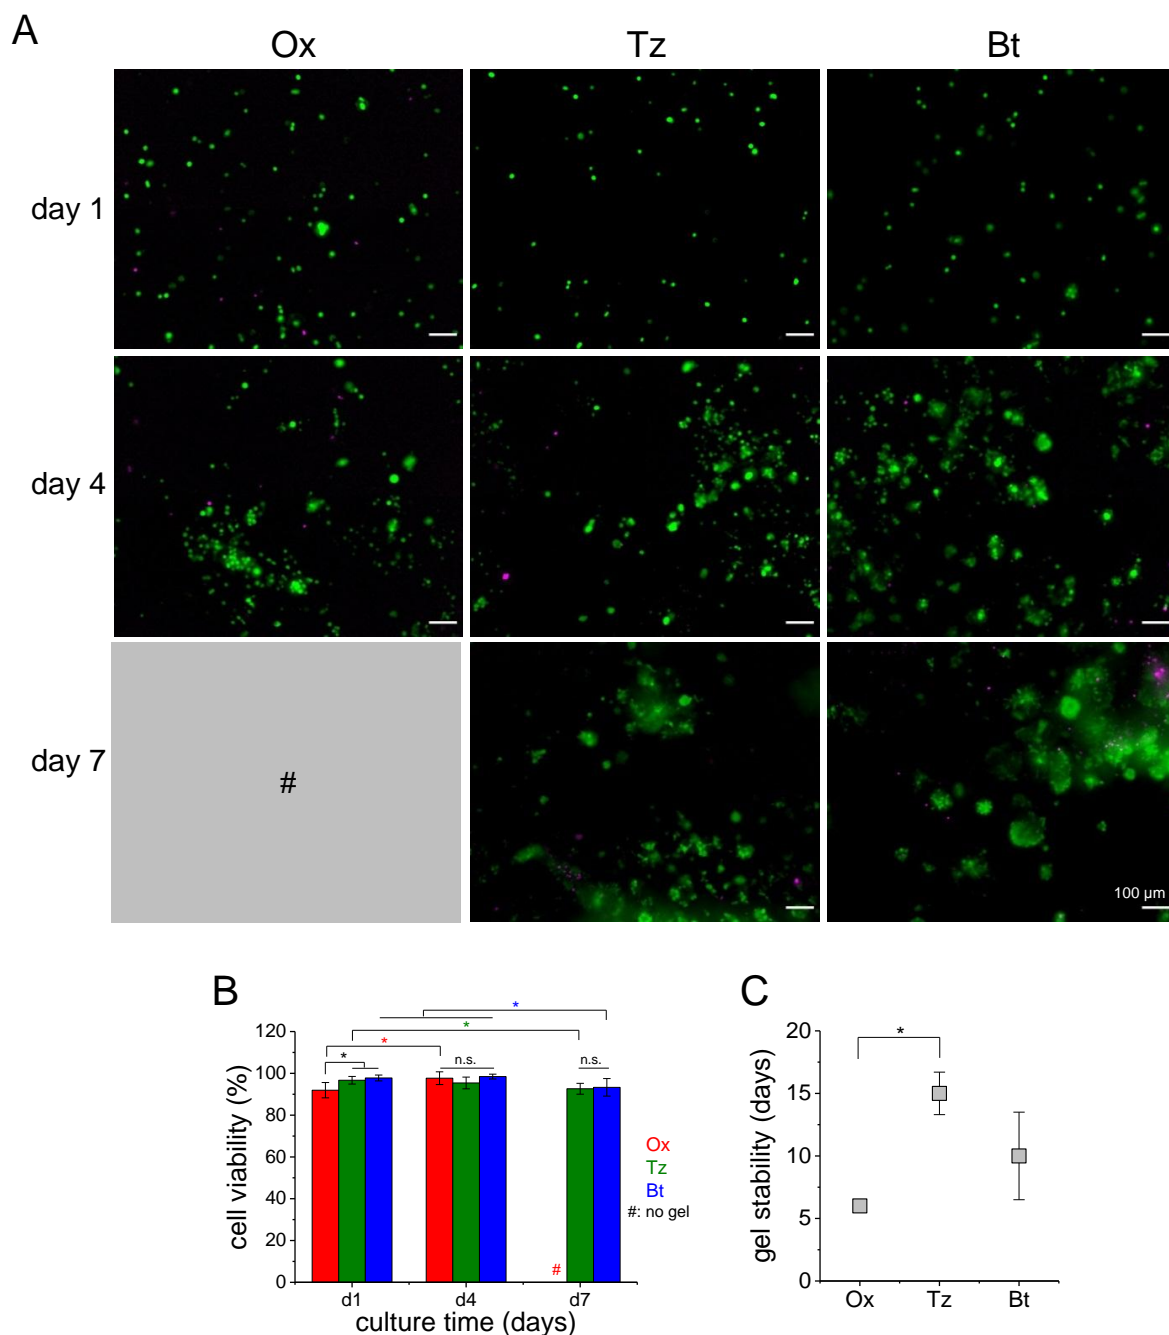 A
Ox Tz Bt
day 1
day 4
day 7
#
100 µm
B
*
*
*
*
n.s.
n.s.
120
100
80
60
40
20
0
cell viability (%)
Ox
Tz
Bt
#: no gel
#
d1 d4 d7
culture time (days)
C
*
20
15
10
5
0
gel stability (days)
Ox Tz Bt